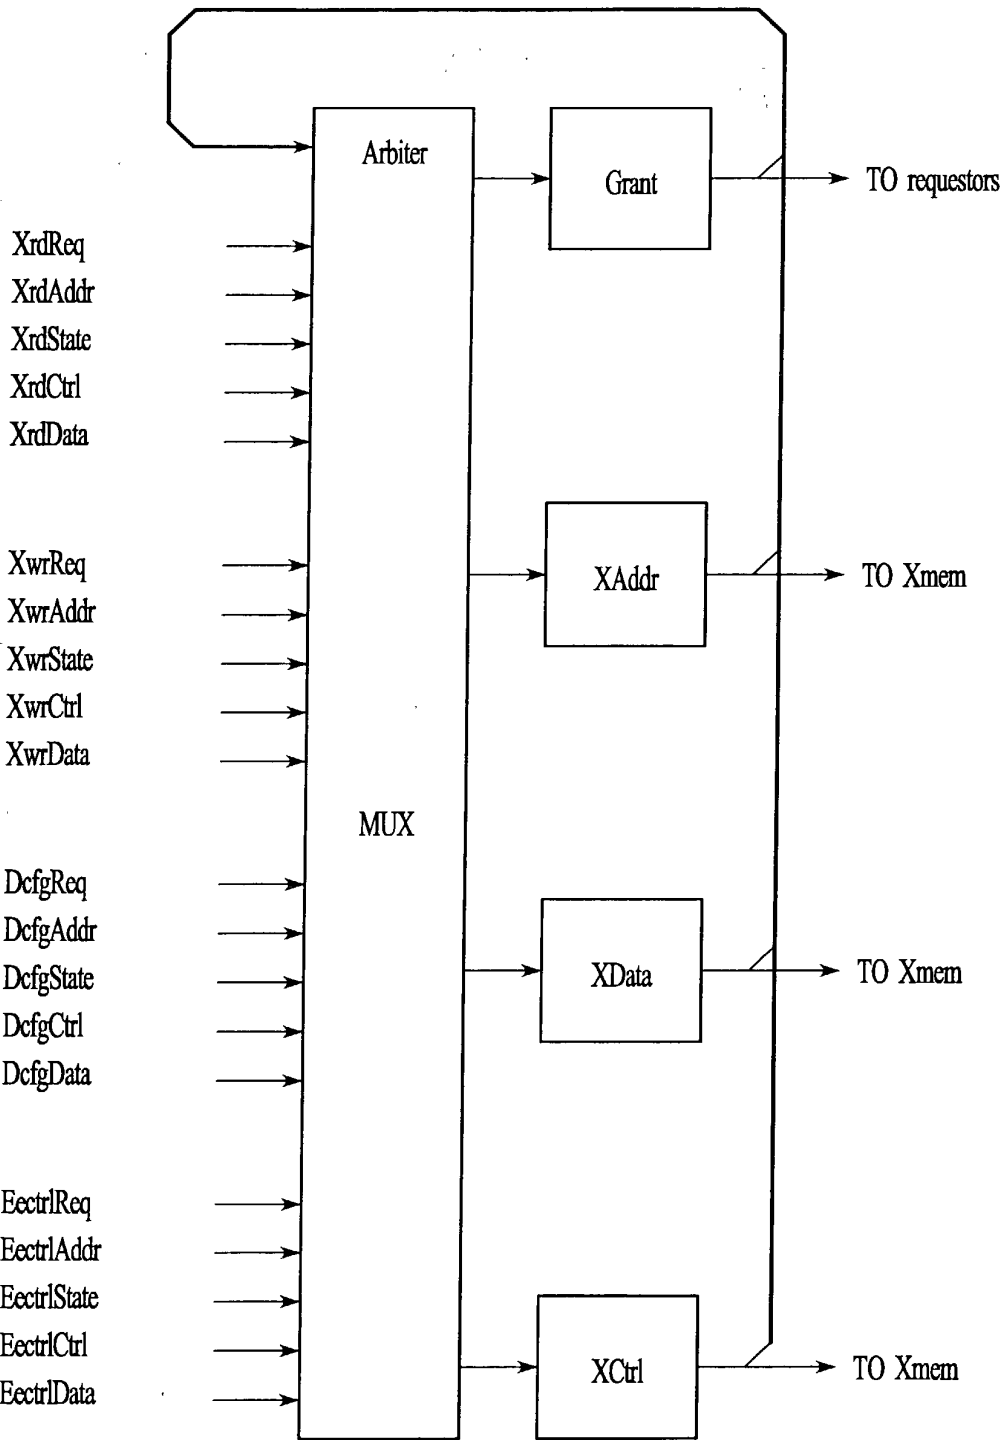 Arbiter
Grant
TO requestors
XrdReq
XrdAddr
XrdState
XrdCtrl
XrdData
XwrReq
XwrAddr
XwrState
XwrCtrl
XwrData
XAddr
TO Xmem
MUX
DcfgReq
DcfgAddr
DcfgState
DcfgCtrl
DcfgData
XData
TO Xmem
EectrlReq
EectrlAddr
EectrlState
EectrlCtrl
EectrlData
XCtrl
TO Xmem